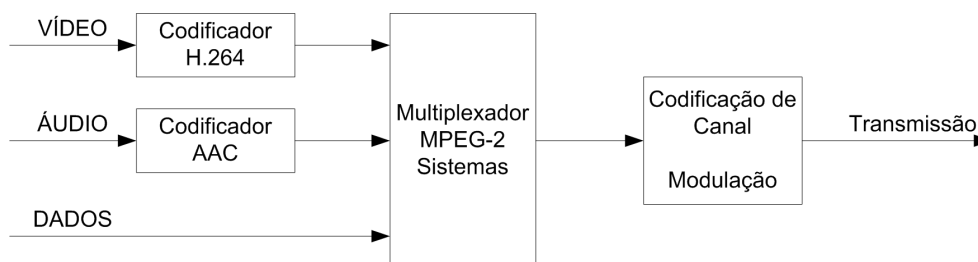 VÍDEO
Codificador
H.264
ÁUDIO
Codificador
AAC
DADOS
Multiplexador
MPEG-2
Sistemas
Codificação de
Canal
Modulação
Transmissão